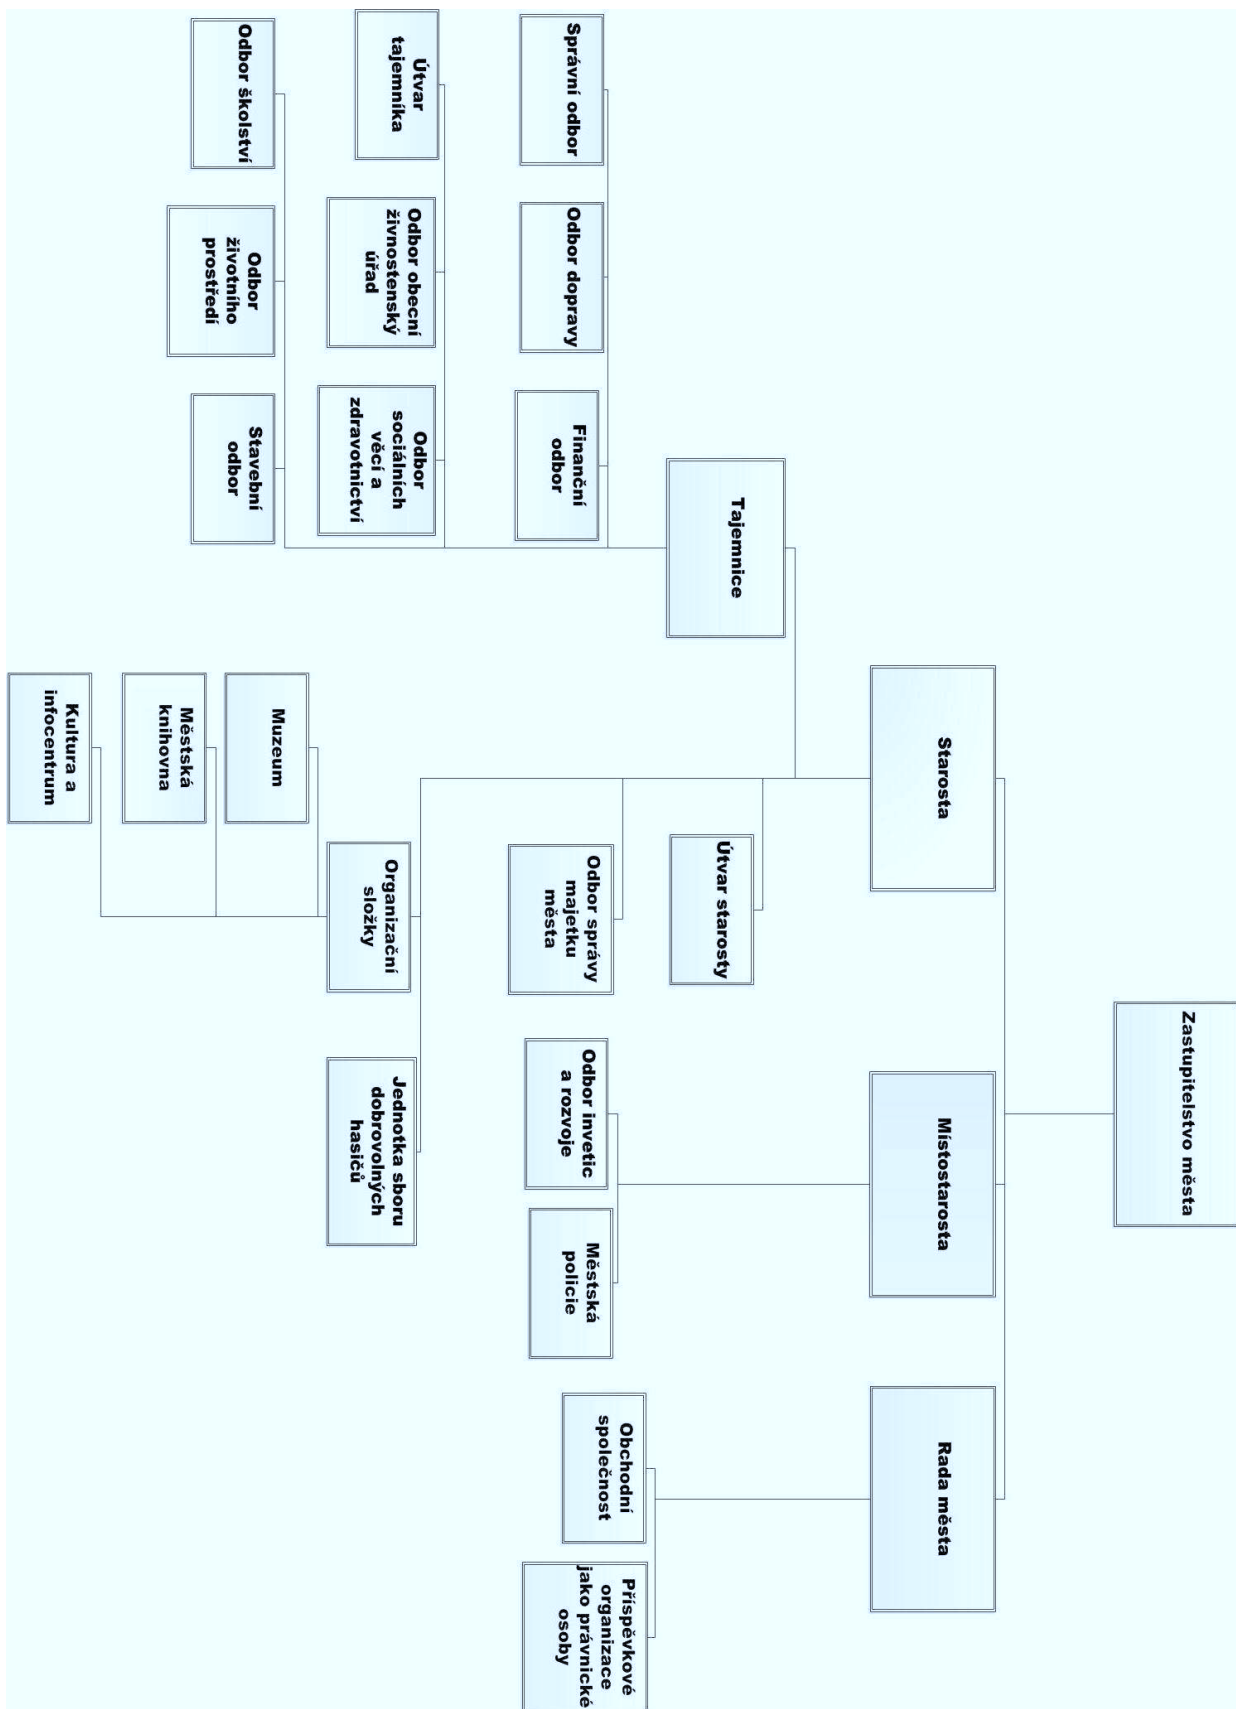 Zastupitelstvo města
Starosta
Místostarosta
Rada města
Tajemnice
Útvar starosty
Odbor správy
majetku
města
Organizační
složky
Jednotka sboru
dobrovolných
hasičů
Muzeum
Městská
knihovna
Kultura a
infocentrum
Odbor invetic
a rozvoje
Městská
policie
Obchodní
společnost
Příspěvkové
organizace
jako právnické
osoby
Správní odbor
Odbor dopravy
Finanční
odbor
Útvar
tajemníka
Odbor obecní
živnostenský
úřad
Odbor
sociálních
věcí a
zdravotnictví
Odbor školství
Odbor
životního
prostředí
Stavební
odbor